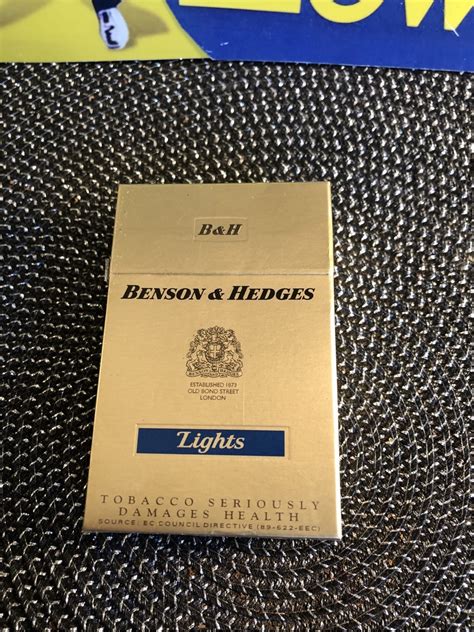 B&H
BENSON & HEDGES
ESTABLISHED 1873
OLD BOND STREET
LONDON
Lights
TOBACCO SERIOUSLY
DAMAGES HEALTH
SOURCE: EC COUNCIL DIRECTIVE (89-622-EEC)